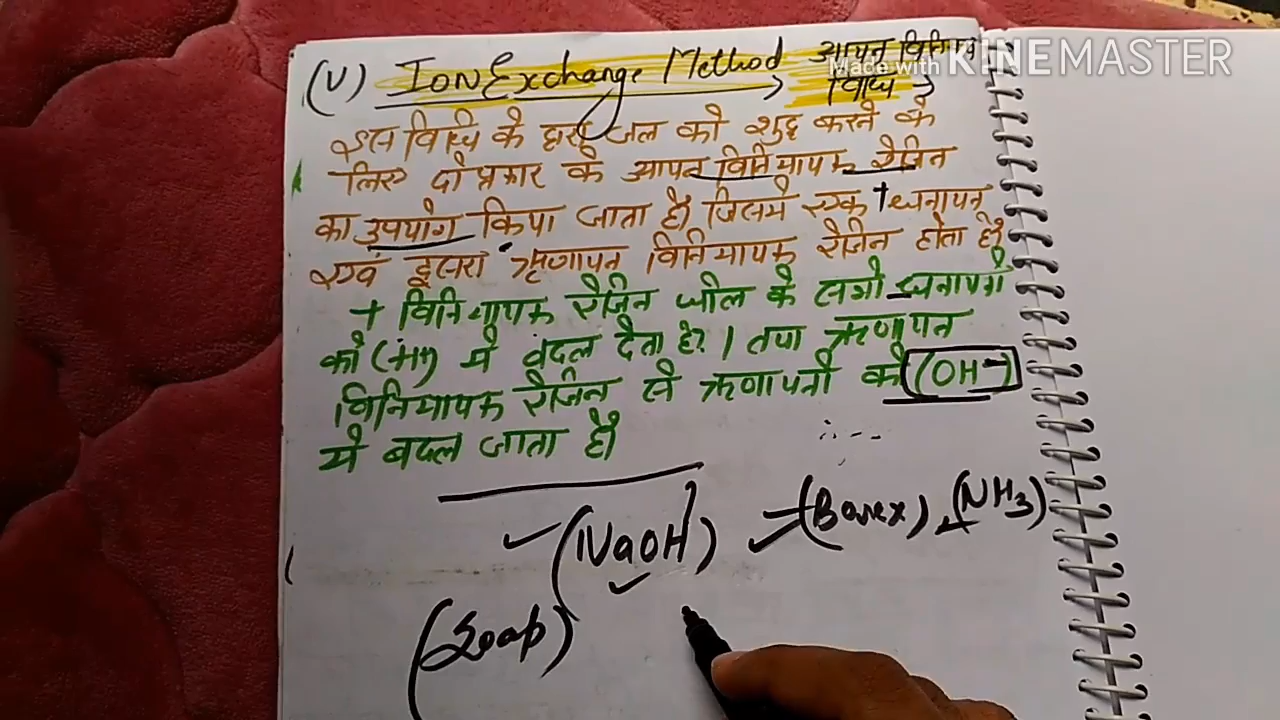 (V) Ion Exchange Method आयन विनिमय
विधि →
Made with KINEMASTER
इस विधि के द्वारा जल को शुद्ध करने के
लिए दो प्रकार के आयन विनिमायक रेजिन
का उपयोग किया जाता है। जिसमे एक + धनायन
एवं दूसरा ऋणायन विनिमायक रेजिन होता है।
+ विनिमायक रेजिन जोल के सभी धनायनो
को (H+) मे बदल देता है। तथा ऋणायन
विनिमायक रेजिन से ऋणायनो को (OH-)
मे बदल जाता है।
(NaOH) (Borex), (NH3)
(Soap)